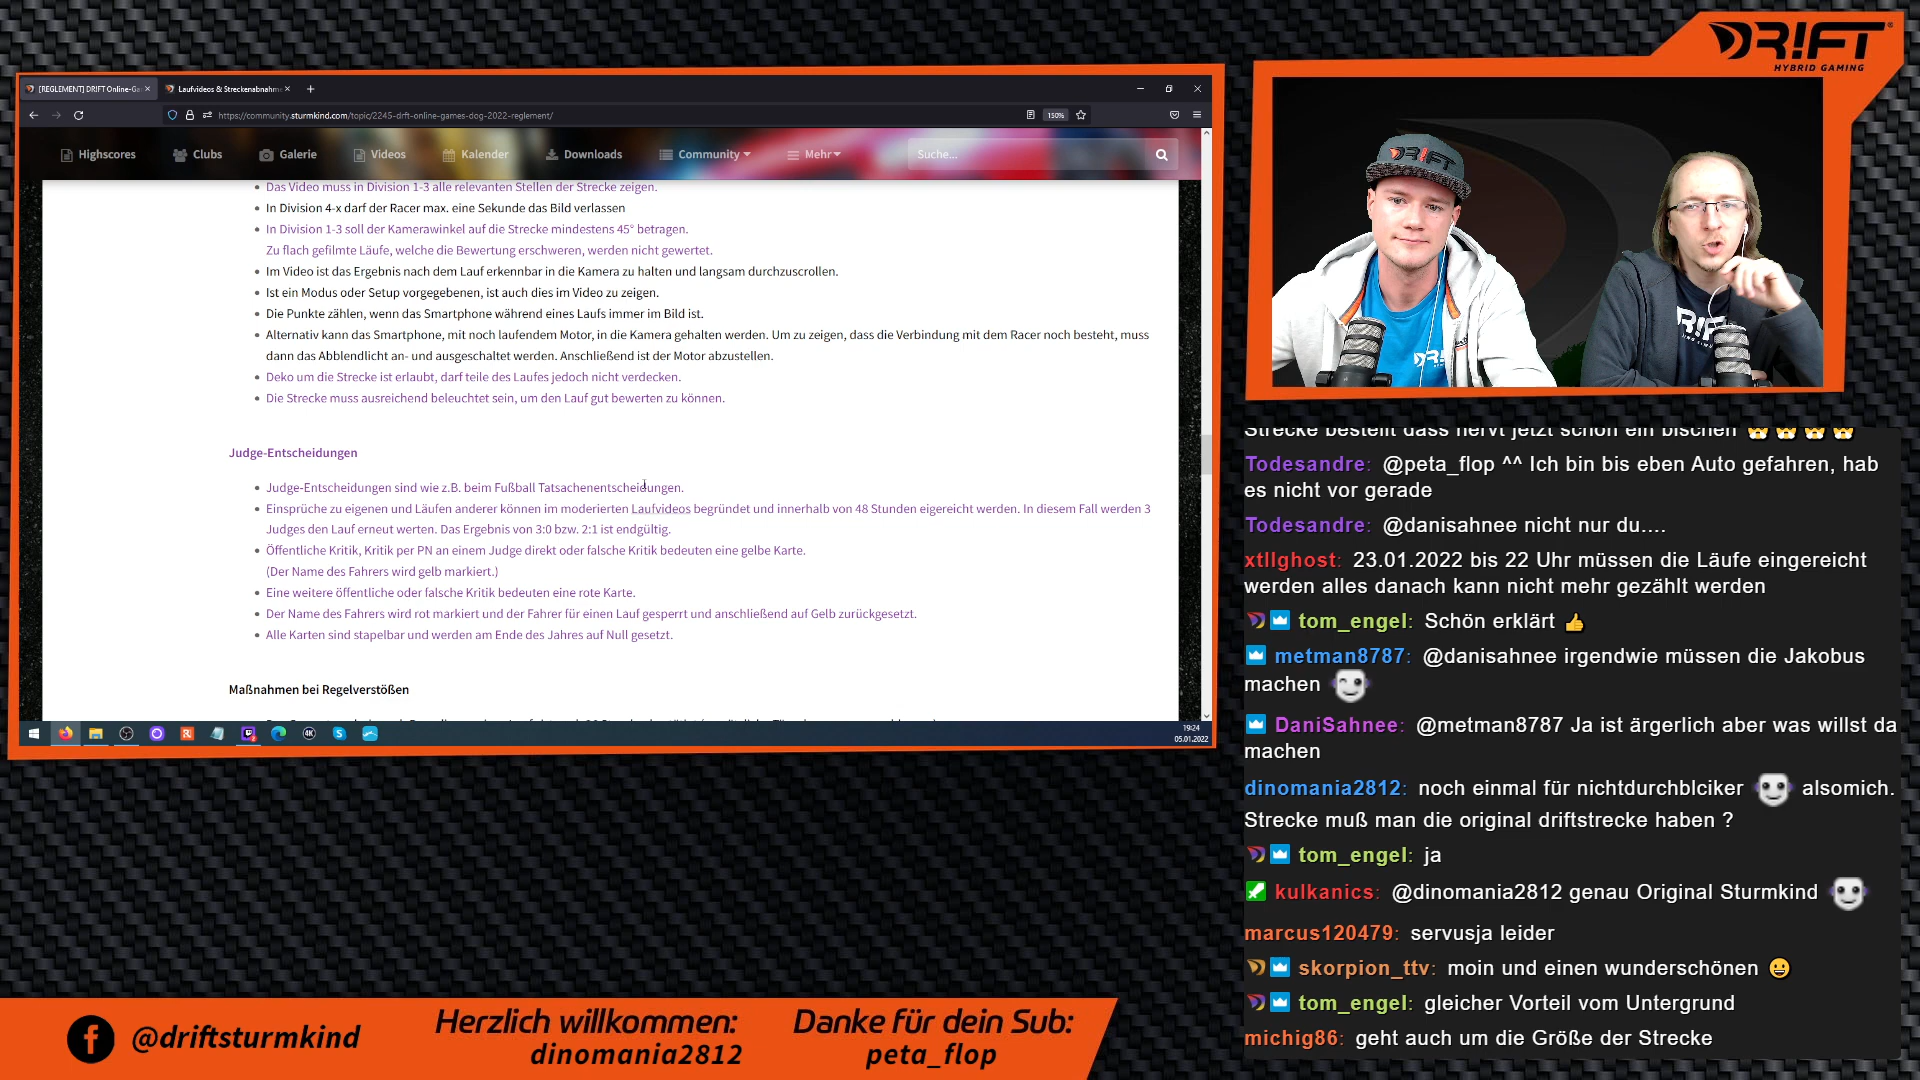 DR!FT
HYBRID GAMING
[REGLEMENT] DR!FT Online-Ga
Laufvideos & Streckenabnahme
https://community.sturmkind.com/topic/2245-drft-online-games-dog-2022-reglement/
150%
Highscores
Clubs
Galerie
Videos
Kalender
Downloads
Community
Mehr
Suche...
Das Video muss in Division 1-3 alle relevanten Stellen der Strecke zeigen.
In Division 4-x darf der Racer max. eine Sekunde das Bild verlassen
In Division 1-3 soll der Kamerawinkel auf die Strecke mindestens 45° betragen.
Zu flach gefilmte Läufe, welche die Bewertung erschweren, werden nicht gewertet.
Im Video ist das Ergebnis nach dem Lauf erkennbar in die Kamera zu halten und langsam durchzuscrollen.
Ist ein Modus oder Setup vorgegebenen, ist auch dies im Video zu zeigen.
Die Punkte zählen, wenn das Smartphone während eines Laufs immer im Bild ist.
Alternativ kann das Smartphone, mit noch laufendem Motor, in die Kamera gehalten werden. Um zu zeigen, dass die Verbindung mit dem Racer noch besteht, muss
dann das Abblendlicht an- und ausgeschaltet werden. Anschließend ist der Motor abzustellen.
Deko um die Strecke ist erlaubt, darf teile des Laufes jedoch nicht verdecken.
Die Strecke muss ausreichend beleuchtet sein, um den Lauf gut bewerten zu können.
Judge-Entscheidungen
Judge-Entscheidungen sind wie z.B. beim Fußball Tatsachenentscheidungen.
Einsprüche zu eigenen und Läufen anderer können im moderierten Laufvideos begründet und innerhalb von 48 Stunden eigereicht werden. In diesem Fall werden 3
Judges den Lauf erneut werten. Das Ergebnis von 3:0 bzw. 2:1 ist endgültig.
Öffentliche Kritik, Kritik per PN an einem Judge direkt oder falsche Kritik bedeuten eine gelbe Karte.
(Der Name des Fahrers wird gelb markiert.)
Eine weitere öffentliche oder falsche Kritik bedeuten eine rote Karte.
Der Name des Fahrers wird rot markiert und der Fahrer für einen Lauf gesperrt und anschließend auf Gelb zurückgesetzt.
Alle Karten sind stapelbar und werden am Ende des Jahres auf Null gesetzt.
Maßnahmen bei Regelverstößen
19:24
05.01.2022
DR!FT
Strecke bestellt dass nervt jetzt schon ein bischen
Todesandre: @peta_flop ^^ Ich bin bis eben Auto gefahren, hab
es nicht vor gerade
Todesandre: @danisahnee nicht nur du....
xtllghost: 23.01.2022 bis 22 Uhr müssen die Läufe eingereicht
werden alles danach kann nicht mehr gezählt werden
tom_engel: Schön erklärt 👍
metman8787: @danisahnee irgendwie müssen die Jakobus
machen
DaniSahnee: @metman8787 Ja ist ärgerlich aber was willst da
machen
dinomania2812: noch einmal für nichtdurchblciker alsomich.
Strecke muß man die original driftstrecke haben ?
tom_engel: ja
kulkanics: @dinomania2812 genau Original Sturmkind
marcus120479: servusja leider
skorpion_ttv: moin und einen wunderschönen 😀
tom_engel: gleicher Vorteil vom Untergrund
michig86: geht auch um die Größe der Strecke
@driftsturmkind
Herzlich willkommen:
dinomania2812
Danke für dein Sub:
peta_flop